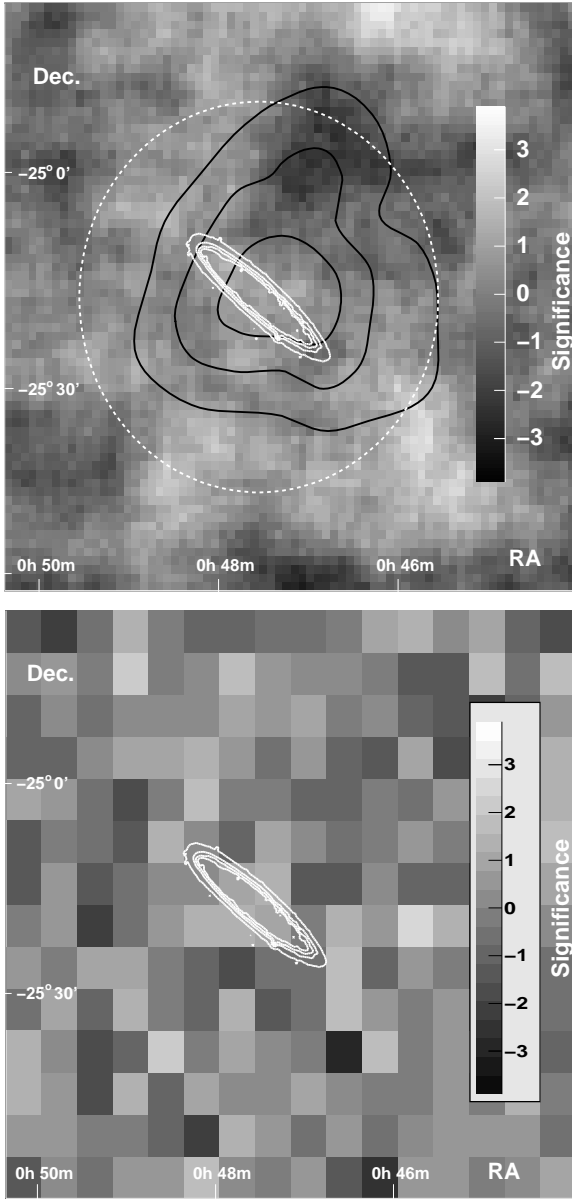 Dec.
−25° 0’
−25° 30’
3
2
1
0
−1
−2
−3
Significance
RA
0h 50m
0h 48m
0h 46m
Dec.
−25° 0’
−25° 30’
3
2
1
0
−1
−2
−3
Significance
0h 50m
0h 48m
0h 46m
RA